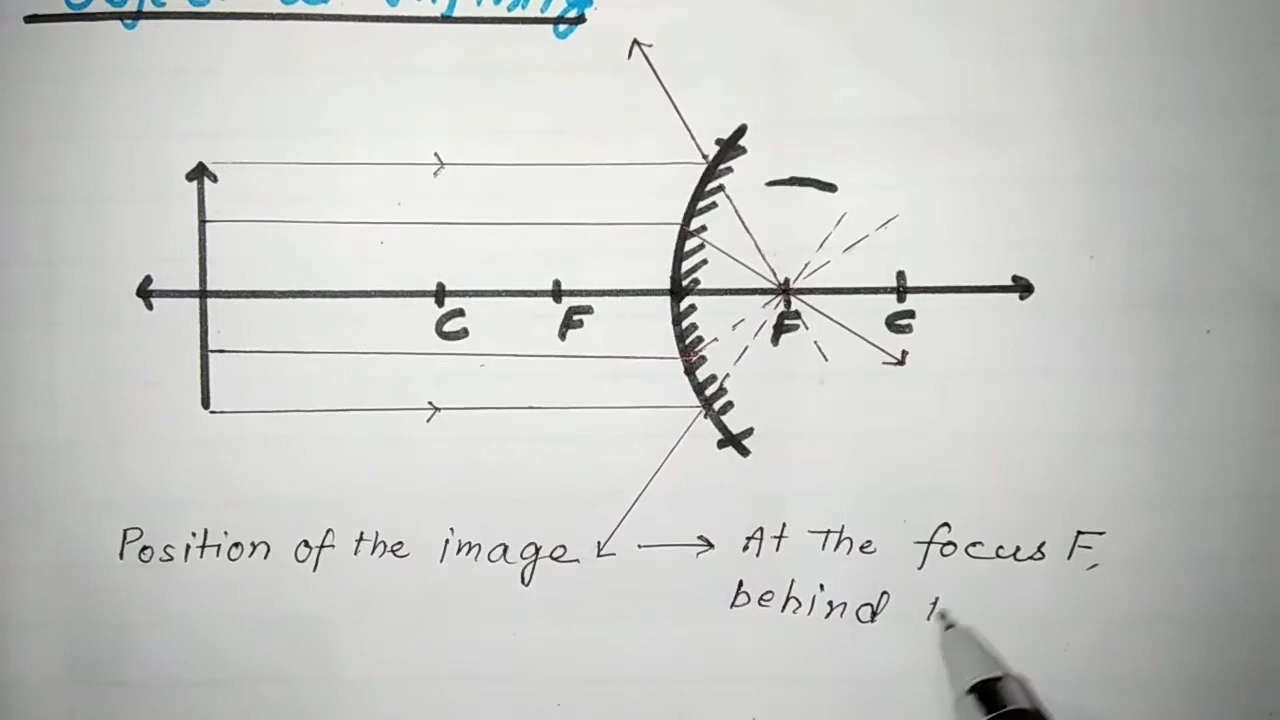 C F F C
Position of the image → At The focus F,
behind